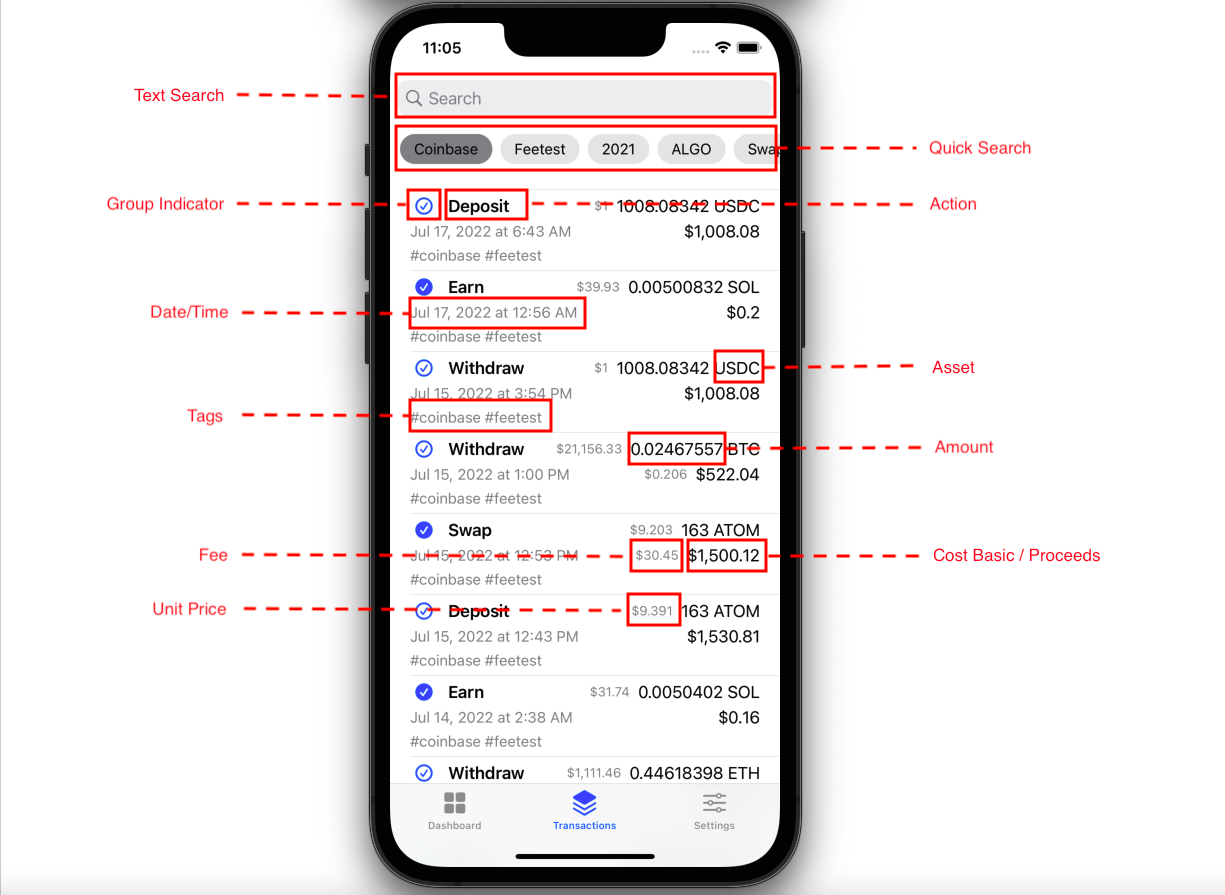 11:05
Text Search
Search
Coinbase Feetest 2021 ALGO Swap
Quick Search
Group Indicator
Deposit $1 1008.08342 USDC
Action
Jul 17, 2022 at 6:43 AM $1,008.08
#coinbase #feetest
Earn $39.93 0.00500832 SOL
Date/Time
Jul 17, 2022 at 12:56 AM $0.2
#coinbase #feetest
Withdraw $1 1008.08342 USDC
Asset
Jul 15, 2022 at 3:54 PM $1,008.08
Tags
#coinbase #feetest
Withdraw $21,156.33 0.02467557 BTC
Amount
Jul 15, 2022 at 1:00 PM $0.206 $522.04
#coinbase #feetest
Swap $9.203 163 ATOM
Fee
Jul 15, 2022 at 12:53 PM $30.45 $1,500.12
Cost Basic / Proceeds
#coinbase #feetest
Unit Price
Deposit $9.391 163 ATOM
Jul 15, 2022 at 12:43 PM $1,530.81
#coinbase #feetest
Earn $31.74 0.0050402 SOL
Jul 14, 2022 at 2:38 AM $0.16
#coinbase #feetest
Withdraw $1,111.46 0.44618398 ETH
Dashboard Transactions Settings